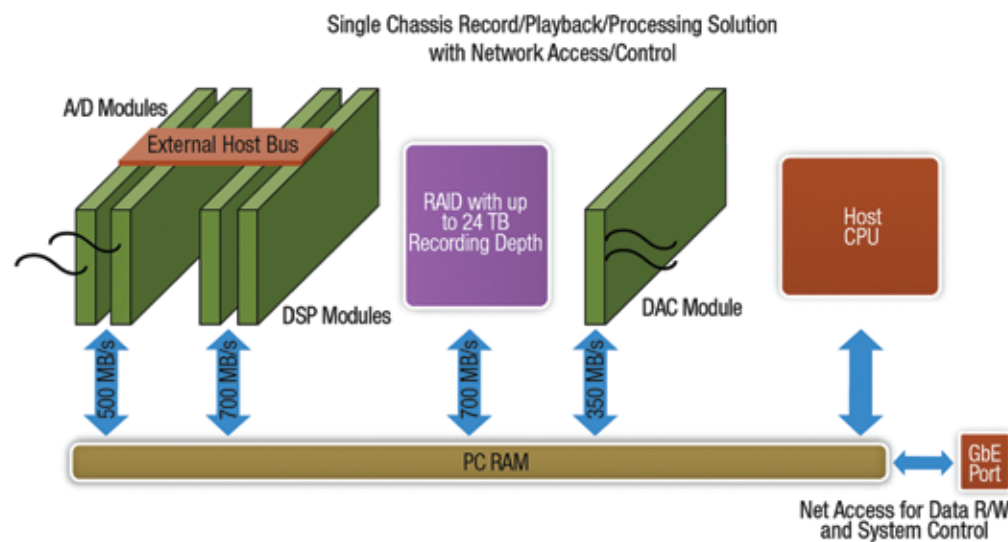 Single Chassis Record/Playback/Processing Solution
with Network Access/Control
A/D Modules
External Host Bus
DSP Modules
RAID with up
to 24 TB
Recording Depth
DAC Module
Host
CPU
500 MB/s
700 MB/s
700 MB/s
350 MB/s
PC RAM
GbE
Port
Net Access for Data R/W
and System Control